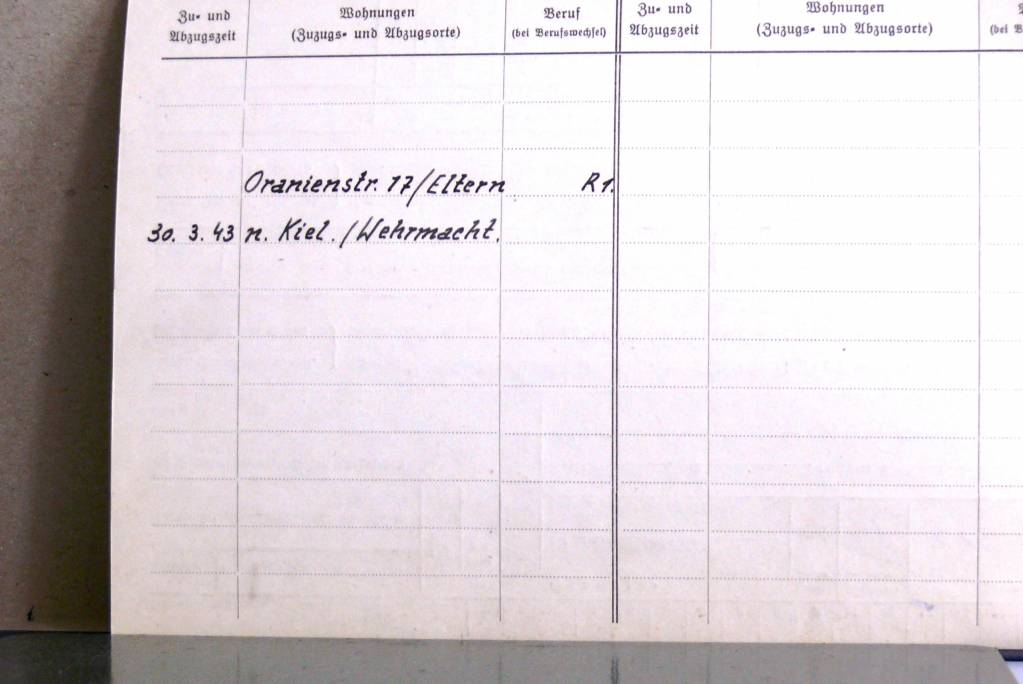 Zu- und Abzugszeit
Wohnungen
(Zuzugs- und Abzugsorte)
Beruf
(bei Berufswechsel)
Zu- und Abzugszeit
Wohnungen
(Zuzugs- und Abzugsorte)
(bei B
Oranienstr. 17/Eltern R1.
30. 3. 43 n. Kiel./Wehrmacht.